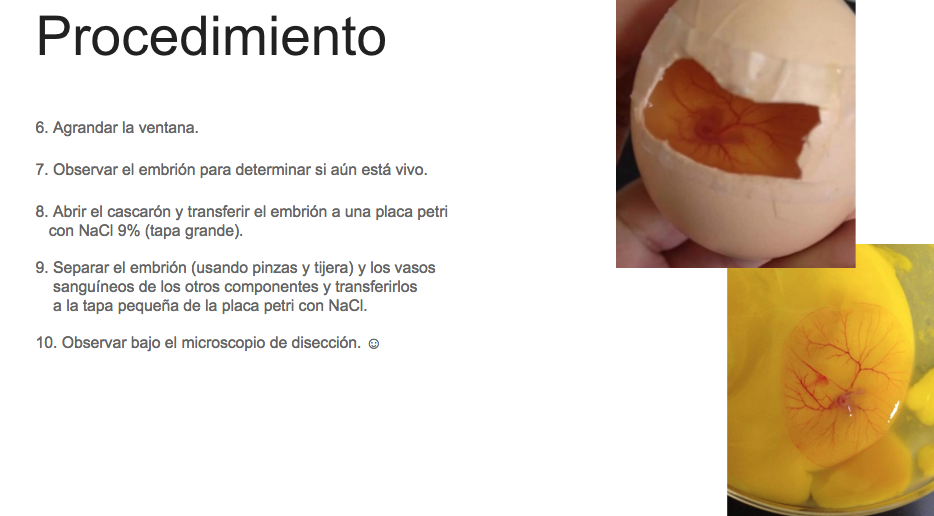 Procedimiento
6. Agrandar la ventana.
7. Observar el embrión para determinar si aún está vivo.
8. Abrir el cascarón y transferir el embrión a una placa petri
con NaCl 9% (tapa grande).
9. Separar el embrión (usando pinzas y tijera) y los vasos
sanguíneos de los otros componentes y transferirlos
a la tapa pequeña de la placa petri con NaCl.
10. Observar bajo el microscopio de disección. ☺